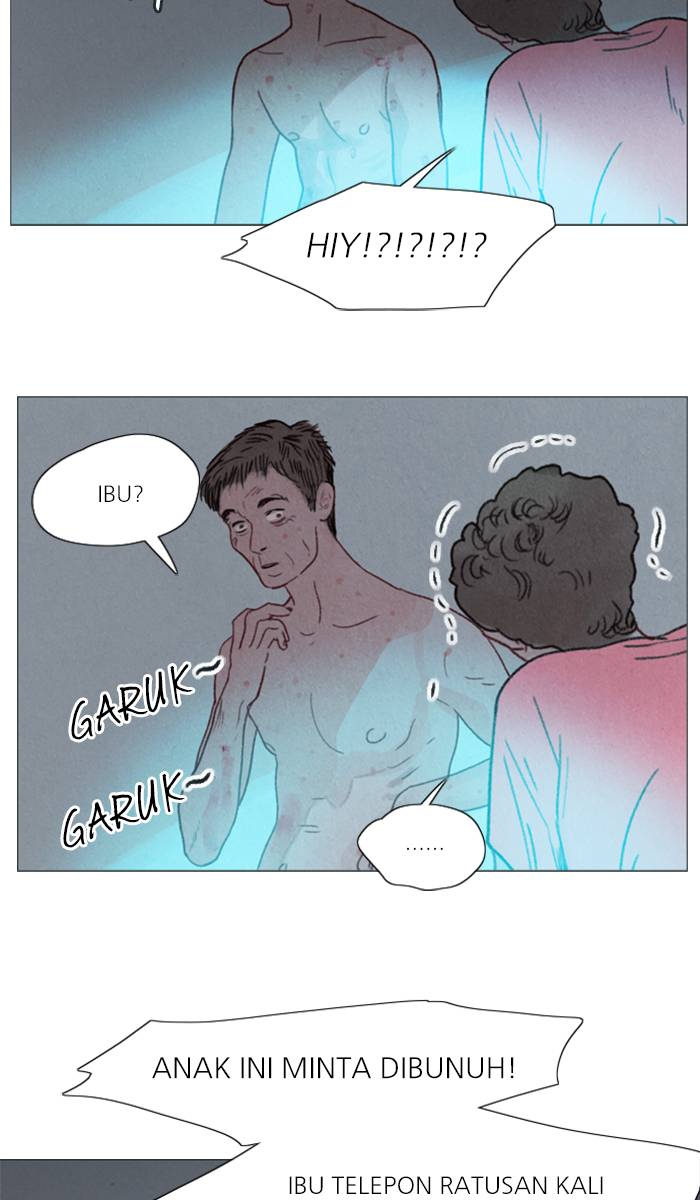 HIY!?!?!?!?
IBU?
GARUK~
GARUK~
......
ANAK INI MINTA DIBUNUH!
IBU TELEPON RATUSAN KALI